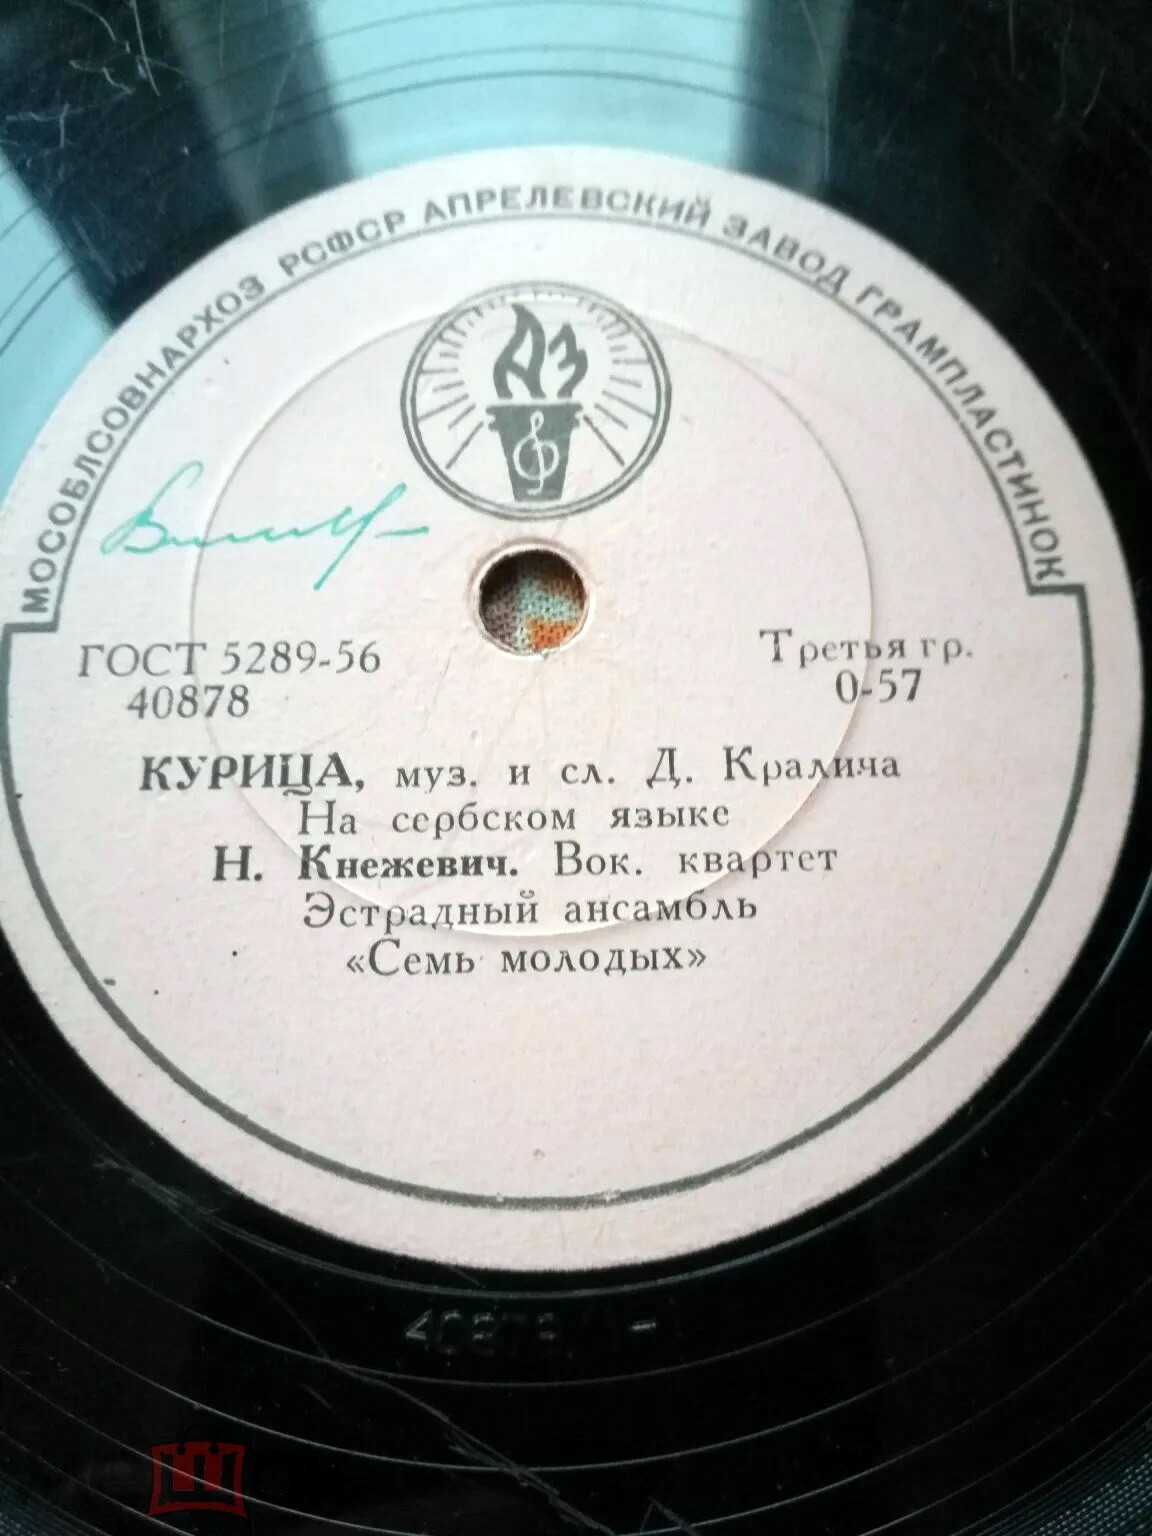 МОСОБЛСОВНАРХОЗ РСФСР АПРЕЛЕВСКИЙ ЗАВОД ГРАМПЛАСТИНОК
АЗ
ГОСТ 5289-56
40878
Третья гр.
0-57
КУРИЦА, муз. и сл. Д. Кралича
На сербском языке
Н. Кнежевич. Вок. квартет
Эстрадный ансамбль
«Семь молодых»